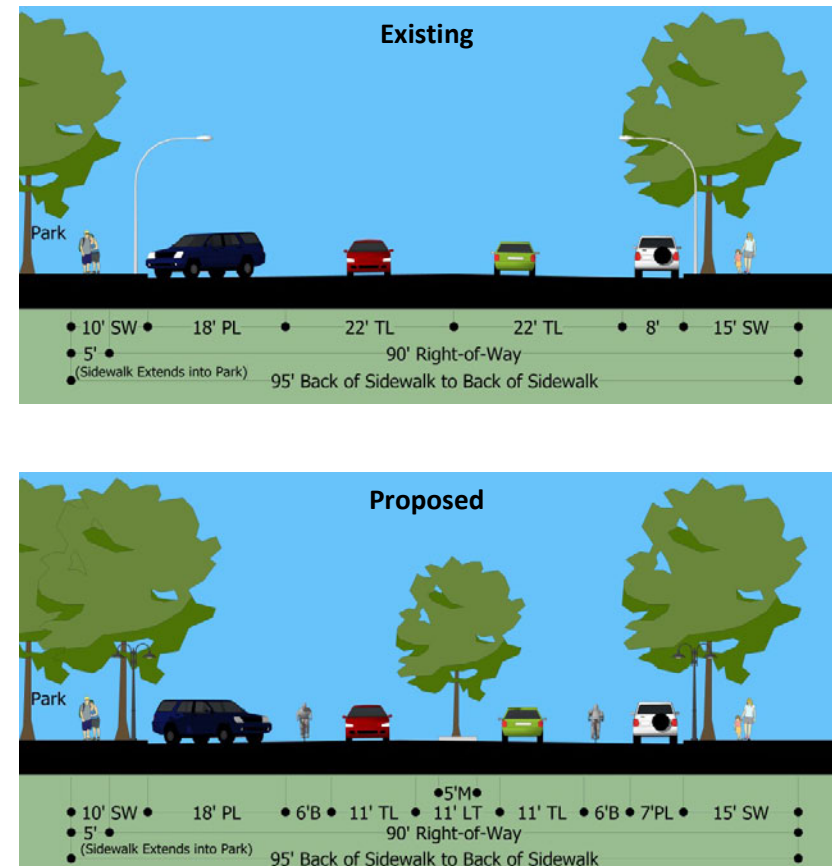 Existing
Park
10' SW 18' PL 22' TL 22' TL 8' 15' SW
5' 90' Right-of-Way
(Sidewalk Extends into Park)
95' Back of Sidewalk to Back of Sidewalk
Proposed
Park
5'M
10' SW 18' PL 6'B 11' TL 11' LT 11' TL 6'B 7'PL 15' SW
5' 90' Right-of-Way
(Sidewalk Extends into Park)
95' Back of Sidewalk to Back of Sidewalk